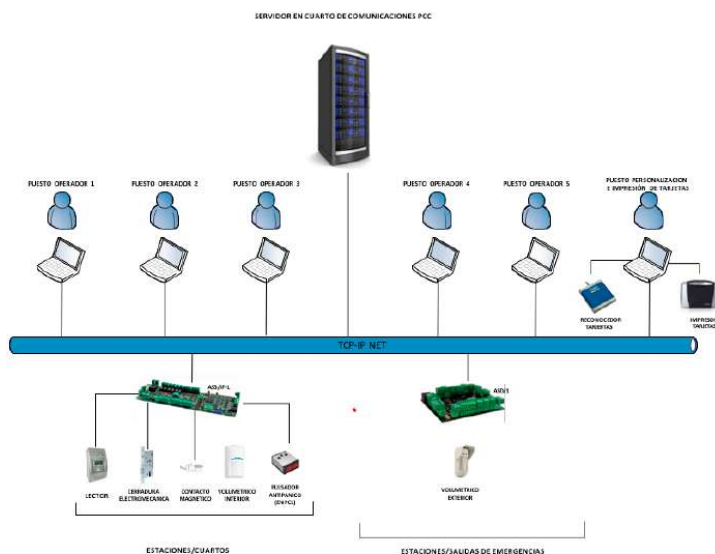 SERVIDOR EN CUARTO DE COMUNICACIONES PCC
PUESTO OPERADOR 1
PUESTO OPERADOR 2
PUESTO OPERADOR 3
PUESTO OPERADOR 4
PUESTO OPERADOR 5
PUESTO PERSONALIZACION
E IMPRESIÓN DE TARJETAS
RECONOCEDOR
TARJETAS
IMPRESO
TARJETAS
TCP-IP NET
LECTOR
CERRADURA
ELECTROMECANICA
CONTACTO
MAGNETICO
VOLUMETRICO
INTERIOR
PULSADOR
ANTIPANICO
VOLUMETRICO
EXTERIOR
ESTACIONES/CUARTOS
ESTACIONES/SALIDAS DE EMERGENCIAS